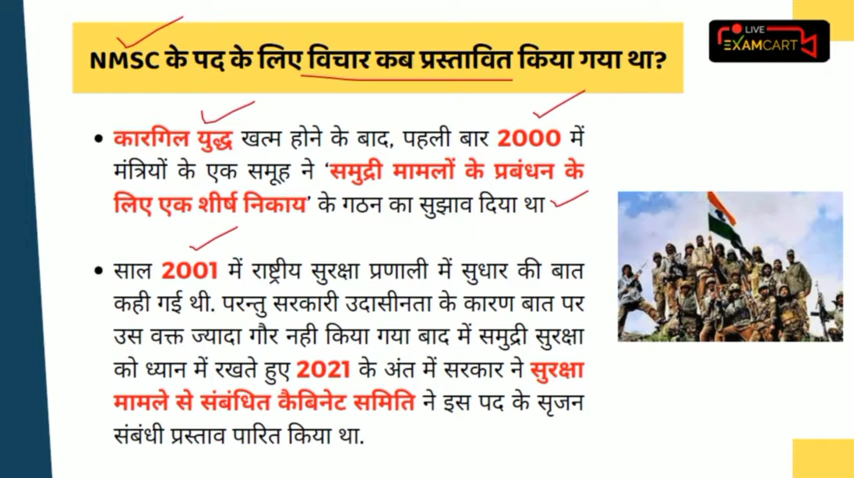 NMSC के पद के लिए विचार कब प्रस्तावित किया गया था?
LIVE
EXAMCART
• कारगिल युद्ध खत्म होने के बाद, पहली बार 2000 में
मंत्रियों के एक समूह ने ‘समुद्री मामलों के प्रबंधन के
लिए एक शीर्ष निकाय’ के गठन का सुझाव दिया था
• साल 2001 में राष्ट्रीय सुरक्षा प्रणाली में सुधार की बात
कही गई थी. परन्तु सरकारी उदासीनता के कारण बात पर
उस वक्त ज्यादा गौर नही किया गया बाद में समुद्री सुरक्षा
को ध्यान में रखते हुए 2021 के अंत में सरकार ने सुरक्षा
मामले से संबंधित कैबिनेट समिति ने इस पद के सृजन
संबंधी प्रस्ताव पारित किया था.